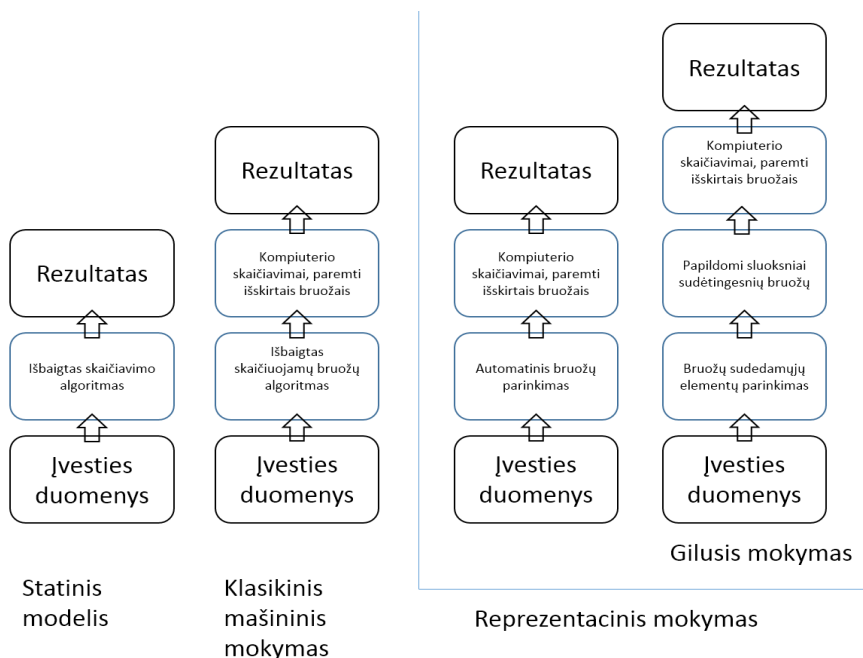 Rezultatas
Išbaigtas skaičiavimo
algoritmas
Įvesties
duomenys
Statinis
modelis
Rezultatas
Kompiuterio
skaičiavimai, paremti
išskirtais bruožais
Išbaigtas
skaičiuojamų bruožų
algoritmas
Įvesties
duomenys
Klasikinis
mašininis
mokymas
Rezultatas
Kompiuterio
skaičiavimai, paremti
išskirtais bruožais
Automatinis bruožų
parinkimas
Įvesties
duomenys
Rezultatas
Kompiuterio
skaičiavimai, paremti
išskirtais bruožais
Papildomi sluoksniai
sudėtingesnių bruožų
Bruožų sudedamųjų
elementų parinkimas
Įvesties
duomenys
Gilusis mokymas
Reprezentacinis mokymas